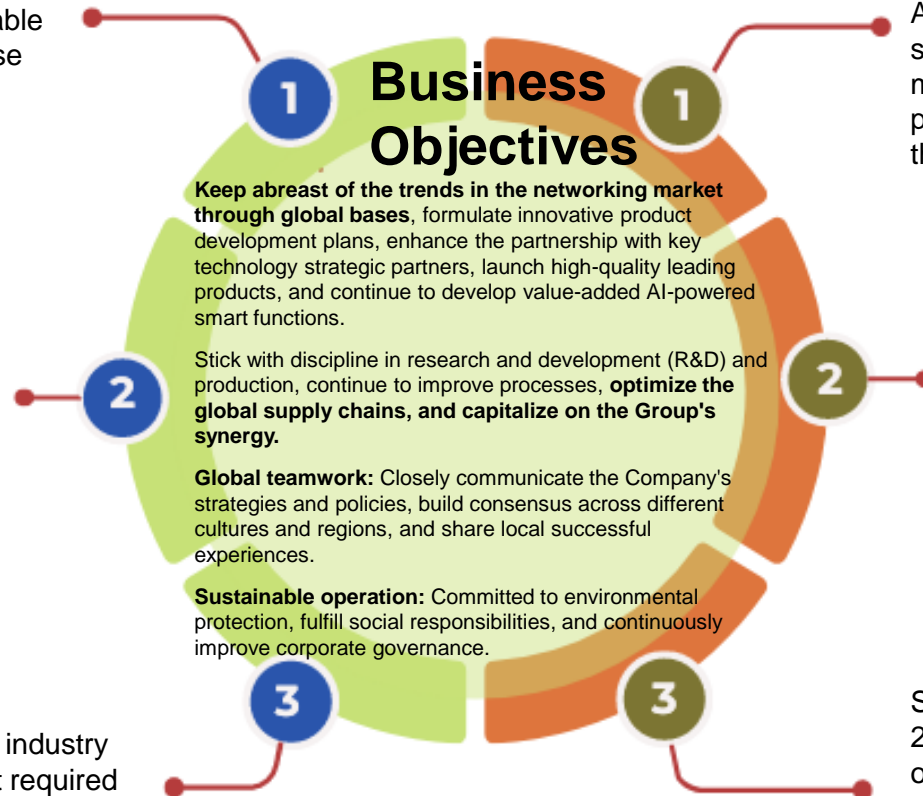 able
se
1
Business
Objectives
1
Keep abreast of the trends in the networking market
through global bases, formulate innovative product
development plans, enhance the partnership with key
technology strategic partners, launch high-quality leading
products, and continue to develop value-added AI-powered
smart functions.
2
Stick with discipline in research and development (R&D) and
production, continue to improve processes, optimize the
global supply chains, and capitalize on the Group's
synergy.
2
Global teamwork: Closely communicate the Company's
strategies and policies, build consensus across different
cultures and regions, and share local successful
experiences.
Sustainable operation: Committed to environmental
protection, fulfill social responsibilities, and continuously
improve corporate governance.
3
3
industry
required